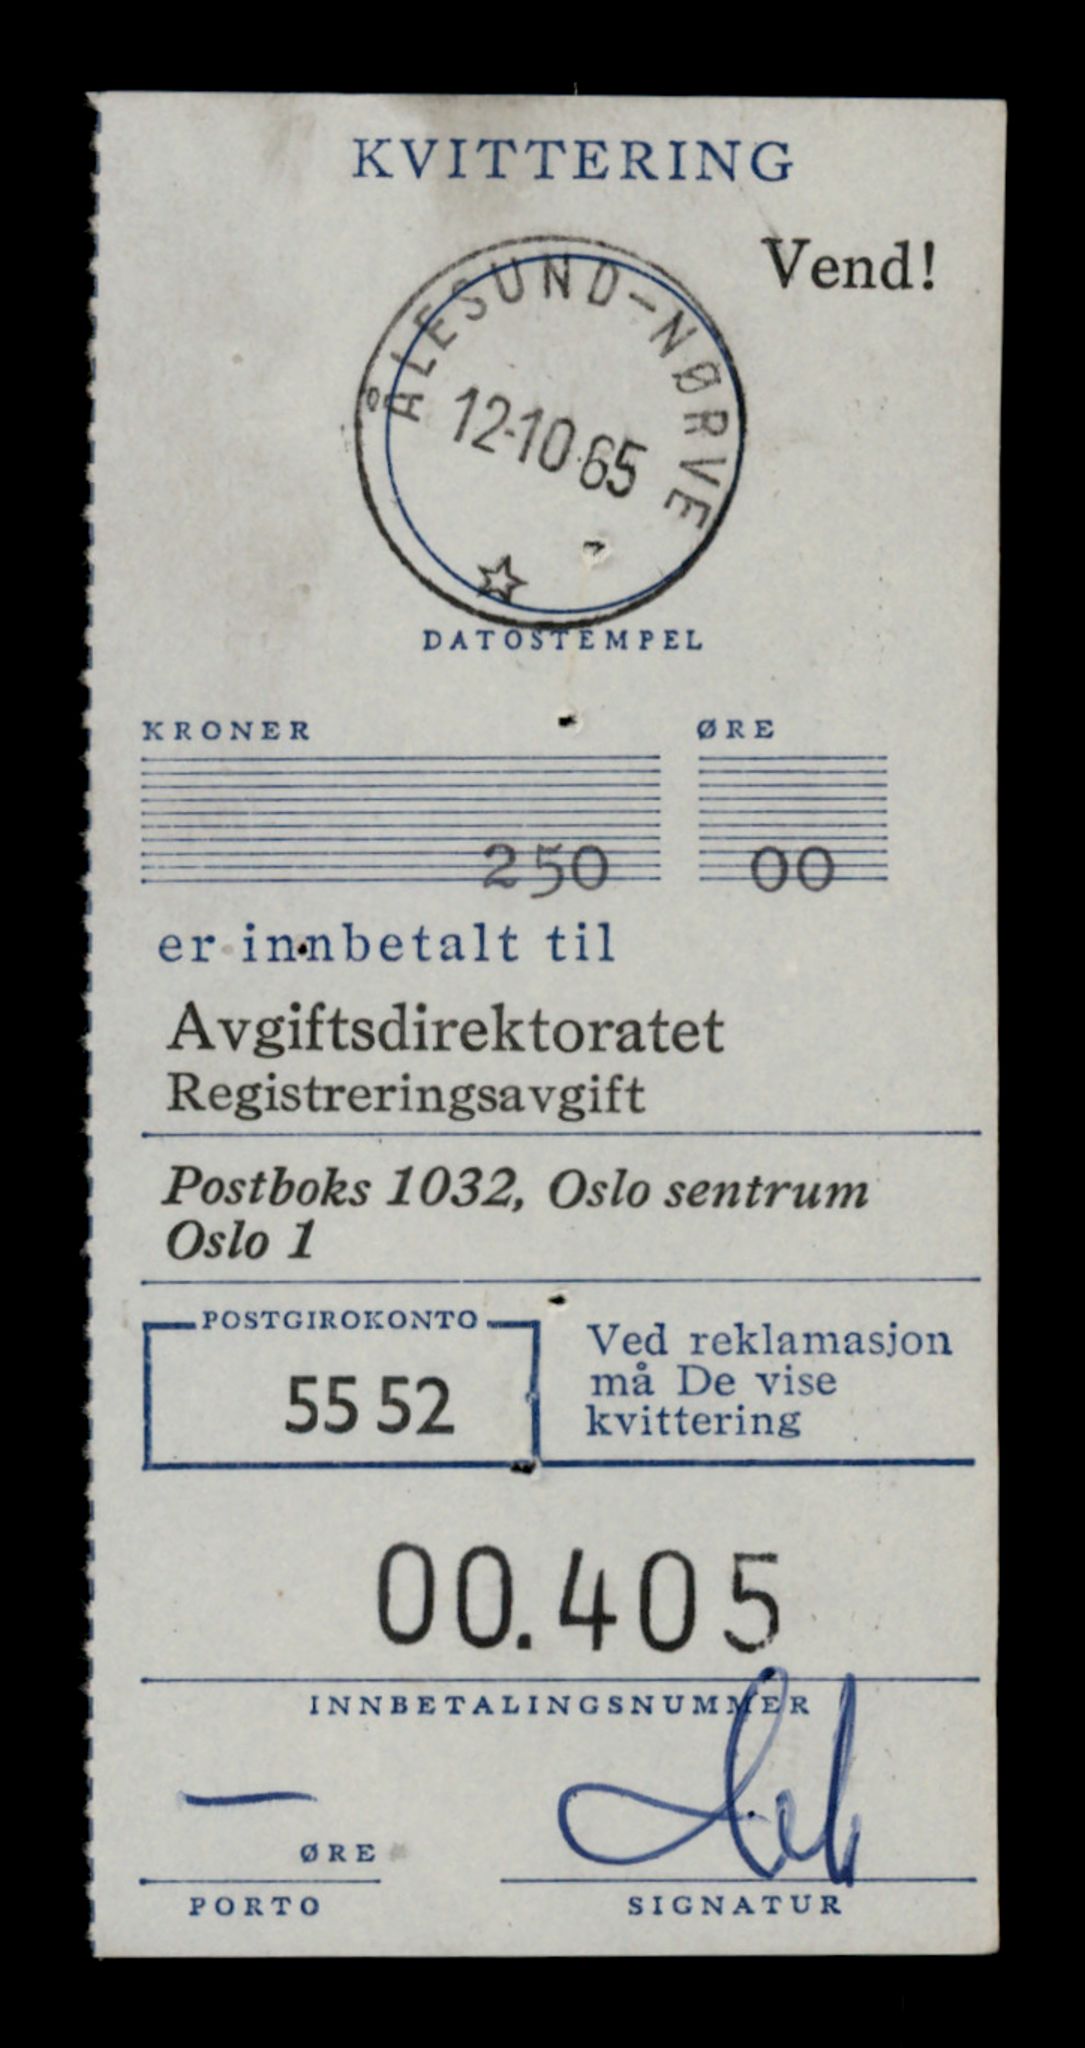 KVITTERING
Vend!
ÅLESUND-NØRVE
12-10.65
DATOSTEMPEL
KRONER ØRE
250 00
er innbetalt til
Avgiftsdirektoratet
Registreringsavgift
Postboks 1032, Oslo sentrum
Oslo 1
POSTGIROKONTO
55 52
Ved reklamasjon
må De vise
kvittering
00.405
INNBETALINGSNUMMER
—
ØRE
PORTO
SIGNATUR